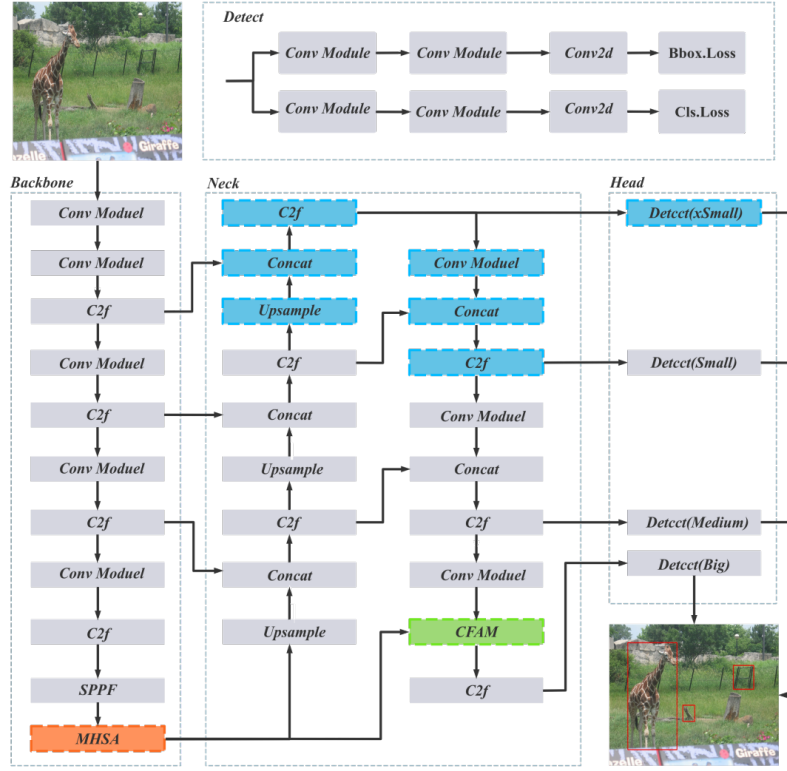 Detect
Conv Module Conv Module Conv2d Bbox.Loss
Conv Module Conv Module Conv2d Cls.Loss
Giraffe
Backbone
Conv Moduel
Conv Moduel
C2f
Conv Moduel
C2f
Conv Moduel
C2f
Conv Moduel
C2f
SPPF
MHSA
Neck
C2f
Concat
Upsample
C2f
Concat
Upsample
C2f
Concat
Upsample
Conv Moduel
Concat
C2f
Conv Moduel
Concat
C2f
Conv Moduel
CFAM
C2f
Head
Detcct(xSmall)
Detcct(Small)
Detcct(Medium)
Detcct(Big)
Giraffe